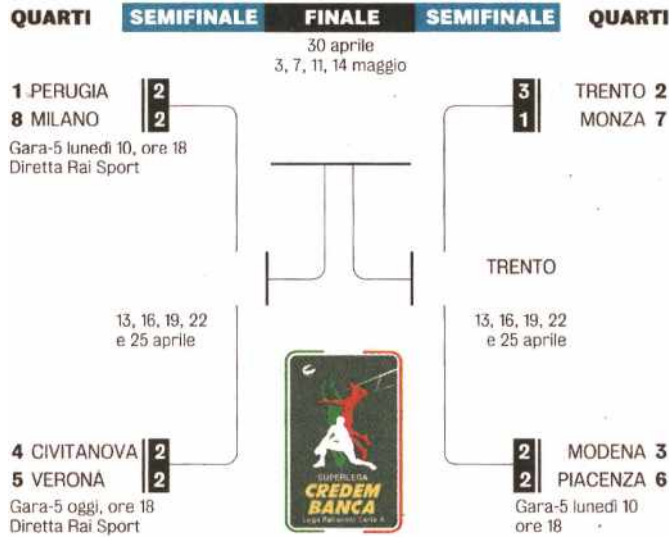 QUARTI SEMIFINALE FINALE SEMIFINALE QUARTI
30 aprile
3, 7, 11, 14 maggio
1 PERUGIA 2
8 MILANO 2
Gara-5 lunedì 10, ore 18
Diretta Rai Sport
3 TRENTO 2
1 MONZA 7
TRENTO
13, 16, 19, 22
e 25 aprile
13, 16, 19, 22
e 25 aprile
4 CIVITANOVA 2
5 VERONA 2
Gara-5 oggi, ore 18
Diretta Rai Sport
SUPERLEGA
CREDEM
BANCA
Lega Pallavolo Serie A
2 MODENA 3
2 PIACENZA 6
Gara-5 lunedì 10
ore 18